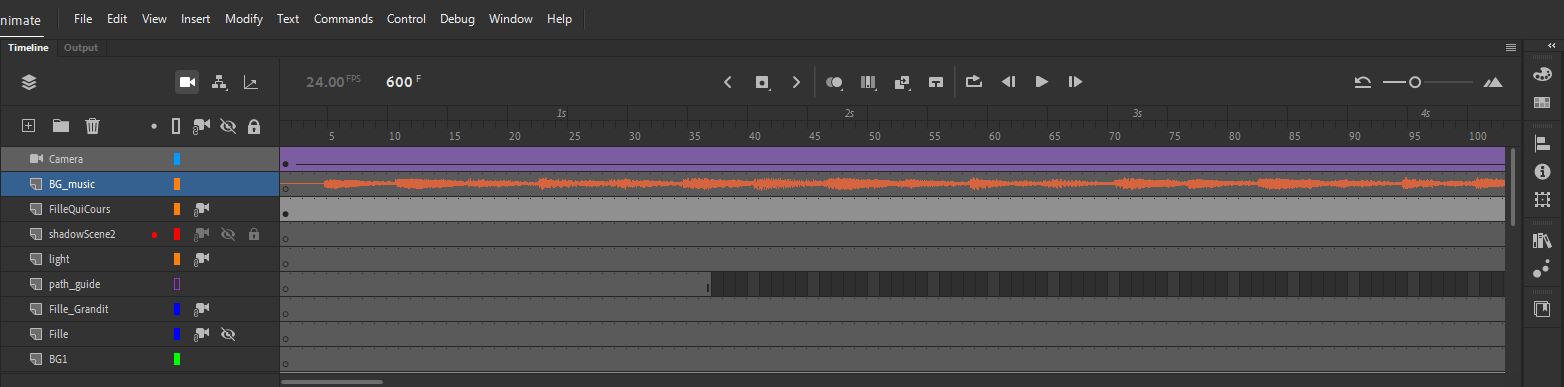 nimate File Edit View Insert Modify Text Commands Control Debug Window Help
Timeline Output
24.00 FPS 600 F
1s 2s 3s 4s
5 10 15 20 25 30 35 40 45 50 55 60 65 70 75 80 85 90 95 100
Camera
BG_music
FilleQuiCours
shadowScene2
light
path_guide
Fille_Grandit
Fille
BG1